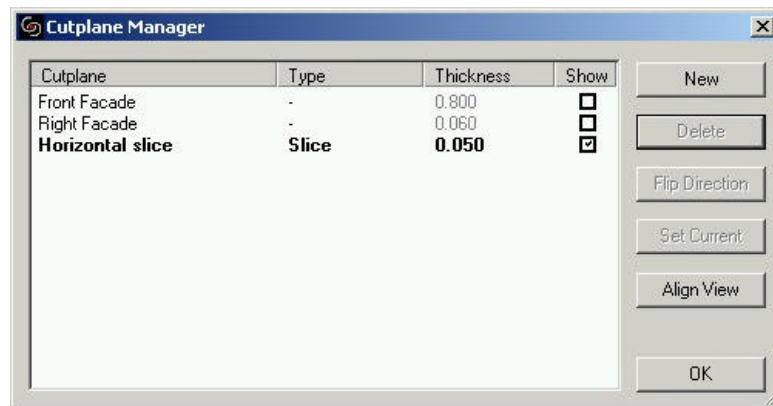 Cutplane Manager
Cutplane Type Thickness Show
Front Facade - 0.800
Right Facade - 0.060
Horizontal slice Slice 0.050
New
Delete
Flip Direction
Set Current
Align View
OK